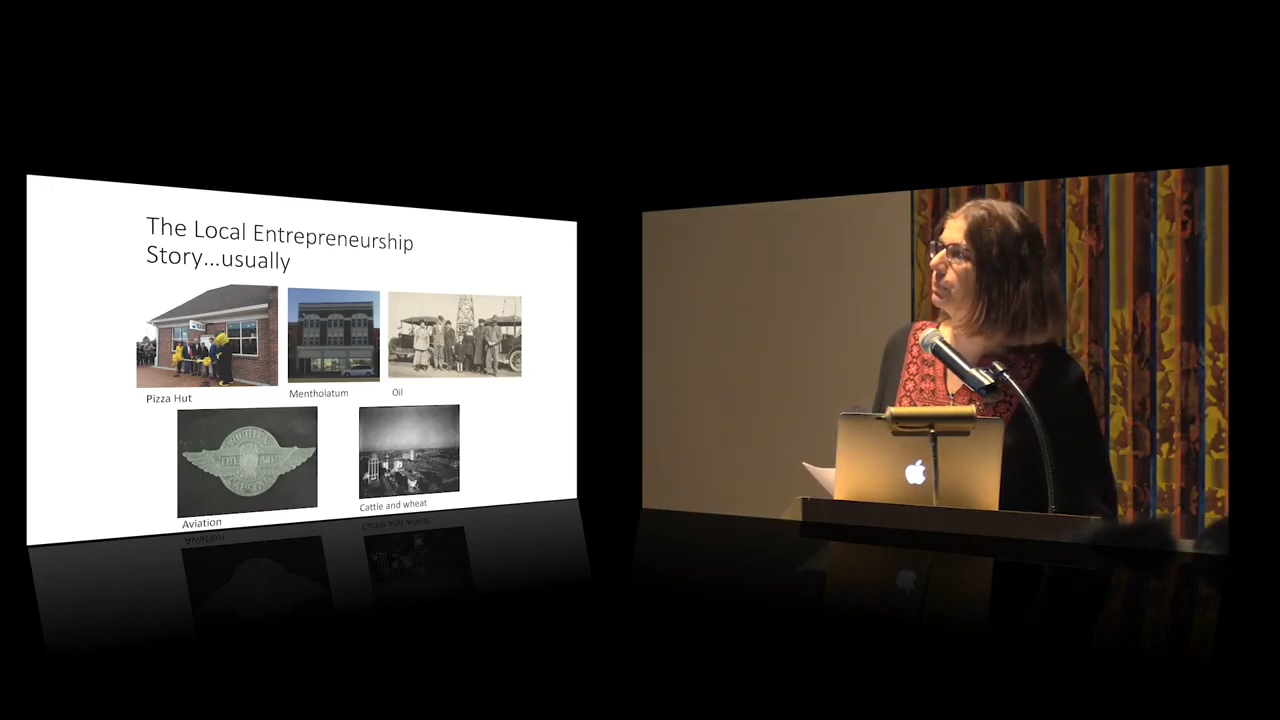 The Local Entrepreneurship
Story...usually
Pizza Hut
Mentholatum
Oil
Aviation
Cattle and wheat